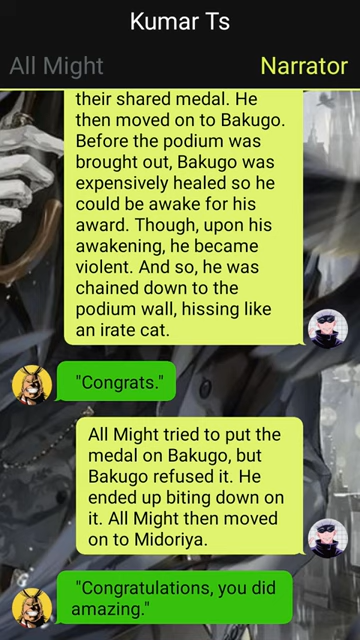 Kumar Ts
All Might
Narrator
their shared medal. He
then moved on to Bakugo.
Before the podium was
brought out, Bakugo was
expensively healed so he
could be awake for his
award. Though, upon his
awakening, he became
violent. And so, he was
chained down to the
podium wall, hissing like
an irate cat.
"Congrats."
All Might tried to put the
medal on Bakugo, but
Bakugo refused it. He
ended up biting down on
it. All Might then moved
on to Midoriya.
"Congratulations, you did
amazing."